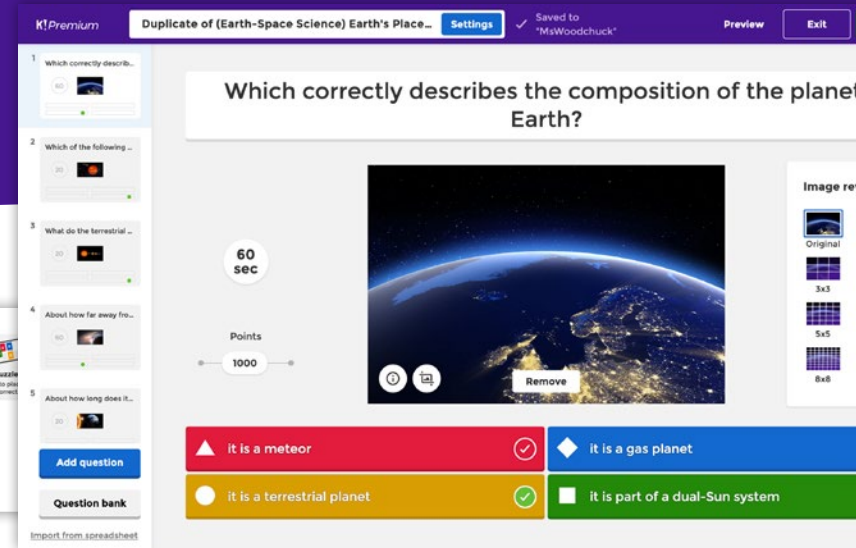 K! Premium
Duplicate of (Earth-Space Science) Earth's Place...
Settings
Saved to
"MsWoodchuck"
Preview
Exit
1
Which correctly describ...
60
2
Which of the following ...
20
3
What do the terrestrial ...
20
4
About how far away fro...
60
5
About how long does it...
20
Add question
Question bank
Import from spreadsheet
Which correctly describes the composition of the planet
Earth?
60
sec
Points
1000
Remove
Image re
Original
3x3
5x5
8x8
it is a meteor
it is a gas planet
it is a terrestrial planet
it is part of a dual-Sun system